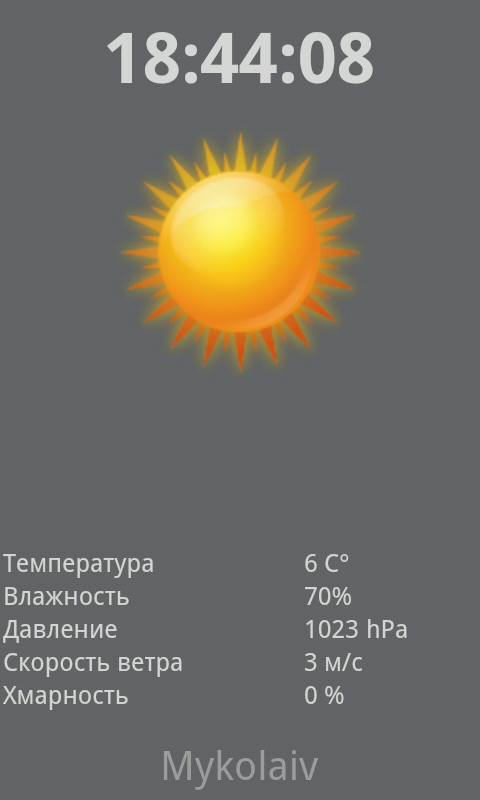 18:44:08
Температура 6 C°
Влажность 70%
Давление 1023 hPa
Скорость ветра 3 м/с
Хмарность 0 %
Mykolaiv